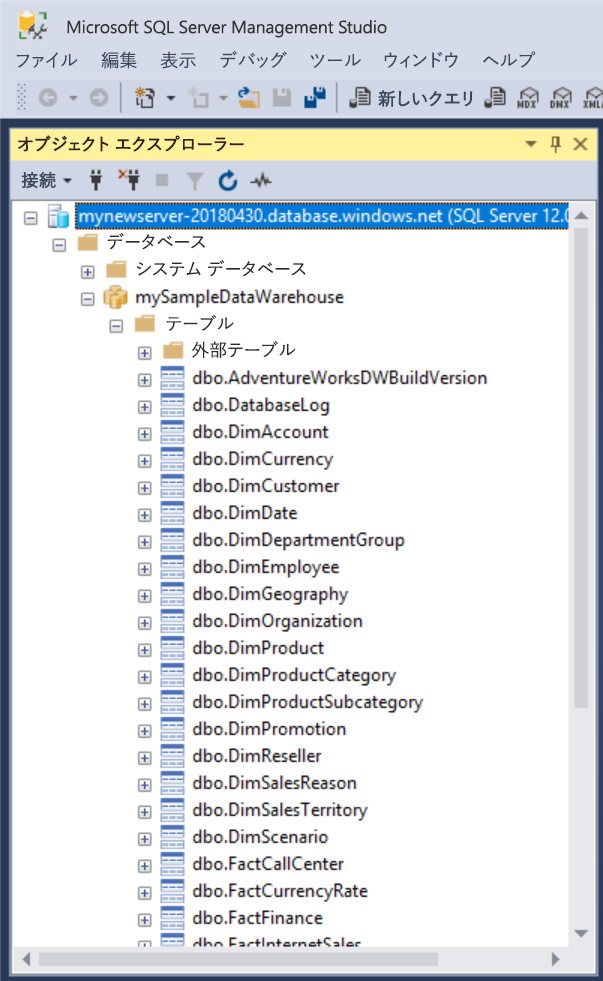 Microsoft SQL Server Management Studio
ファイル 編集 表示 デバッグ ツール ウィンドウ ヘルプ
新しいクエリ MDX DMX XMLA
オブジェクト エクスプローラー
接続
mynewserver-20180430.database.windows.net (SQL Server 12.0
データベース
システム データベース
mySampleDataWarehouse
テーブル
外部テーブル
dbo.AdventureWorksDWBuildVersion
dbo.DatabaseLog
dbo.DimAccount
dbo.DimCurrency
dbo.DimCustomer
dbo.DimDate
dbo.DimDepartmentGroup
dbo.DimEmployee
dbo.DimGeography
dbo.DimOrganization
dbo.DimProduct
dbo.DimProductCategory
dbo.DimProductSubcategory
dbo.DimPromotion
dbo.DimReseller
dbo.DimSalesReason
dbo.DimSalesTerritory
dbo.DimScenario
dbo.FactCallCenter
dbo.FactCurrencyRate
dbo.FactFinance
dbo.FactInternetSales